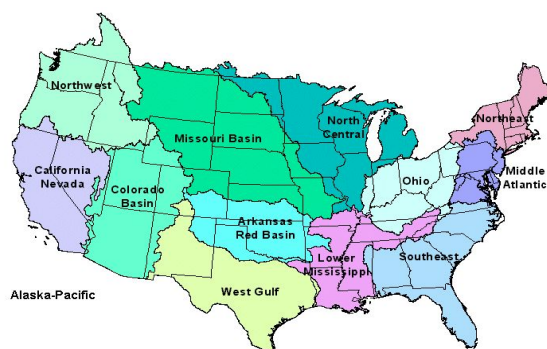 Northwest
Missouri Basin
North
Central
Northeast
California
Nevada
Colorado
Basin
Ohio
Middle
Atlantic
Arkansas
Red Basin
Lower
Mississippi
Southeast
West Gulf
Alaska-Pacific